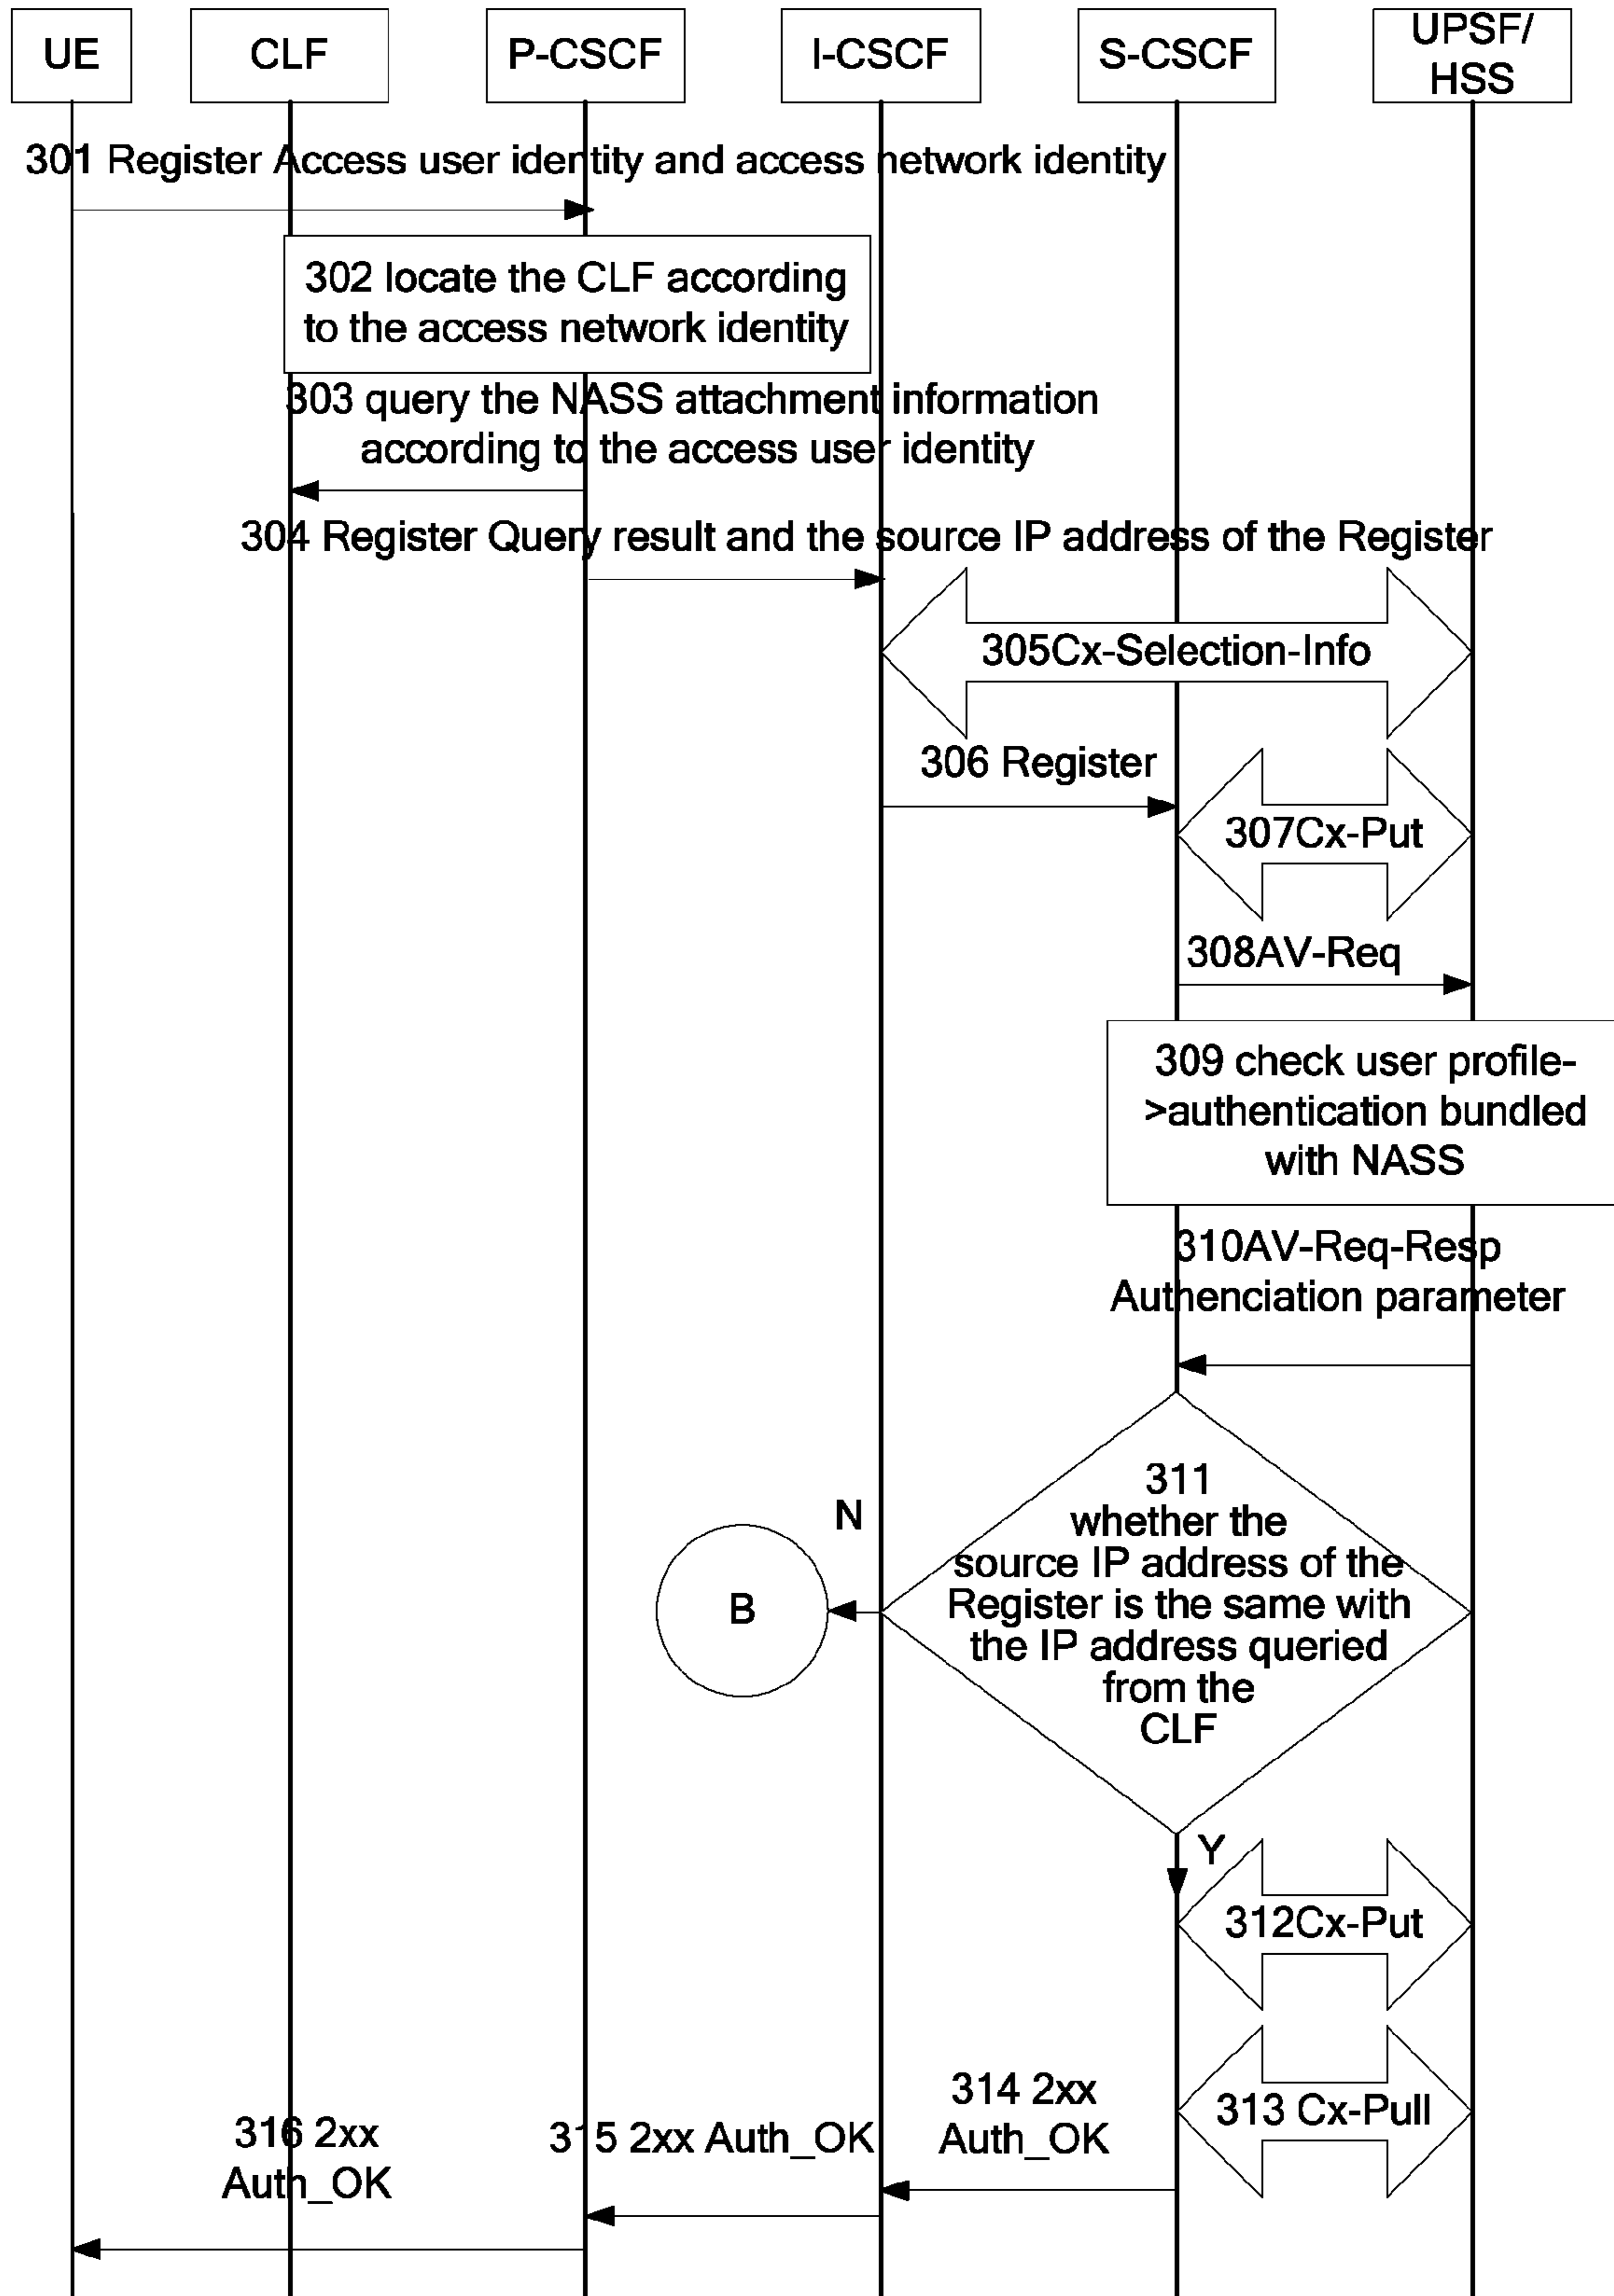 UE
CLF
P-CSCF
I-CSCF
S-CSCF
UPSF/
HSS
301 Register Access user identity and access network identity
302 locate the CLF according
to the access network identity
303 query the NASS attachment information
according to the access user identity
304 Register Query result and the source IP address of the Register
305Cx-Selection-Info
306 Register
307Cx-Put
308AV-Req
309 check user profile-
>authentication bundled
with NASS
310AV-Req-Resp
Authenciation parameter
311
whether the
source IP address of the
Register is the same with
the IP address queried
from the
CLF
N
B
Y
312Cx-Put
313 Cx-Pull
314 2xx
Auth_OK
315 2xx Auth_OK
316 2xx
Auth_OK